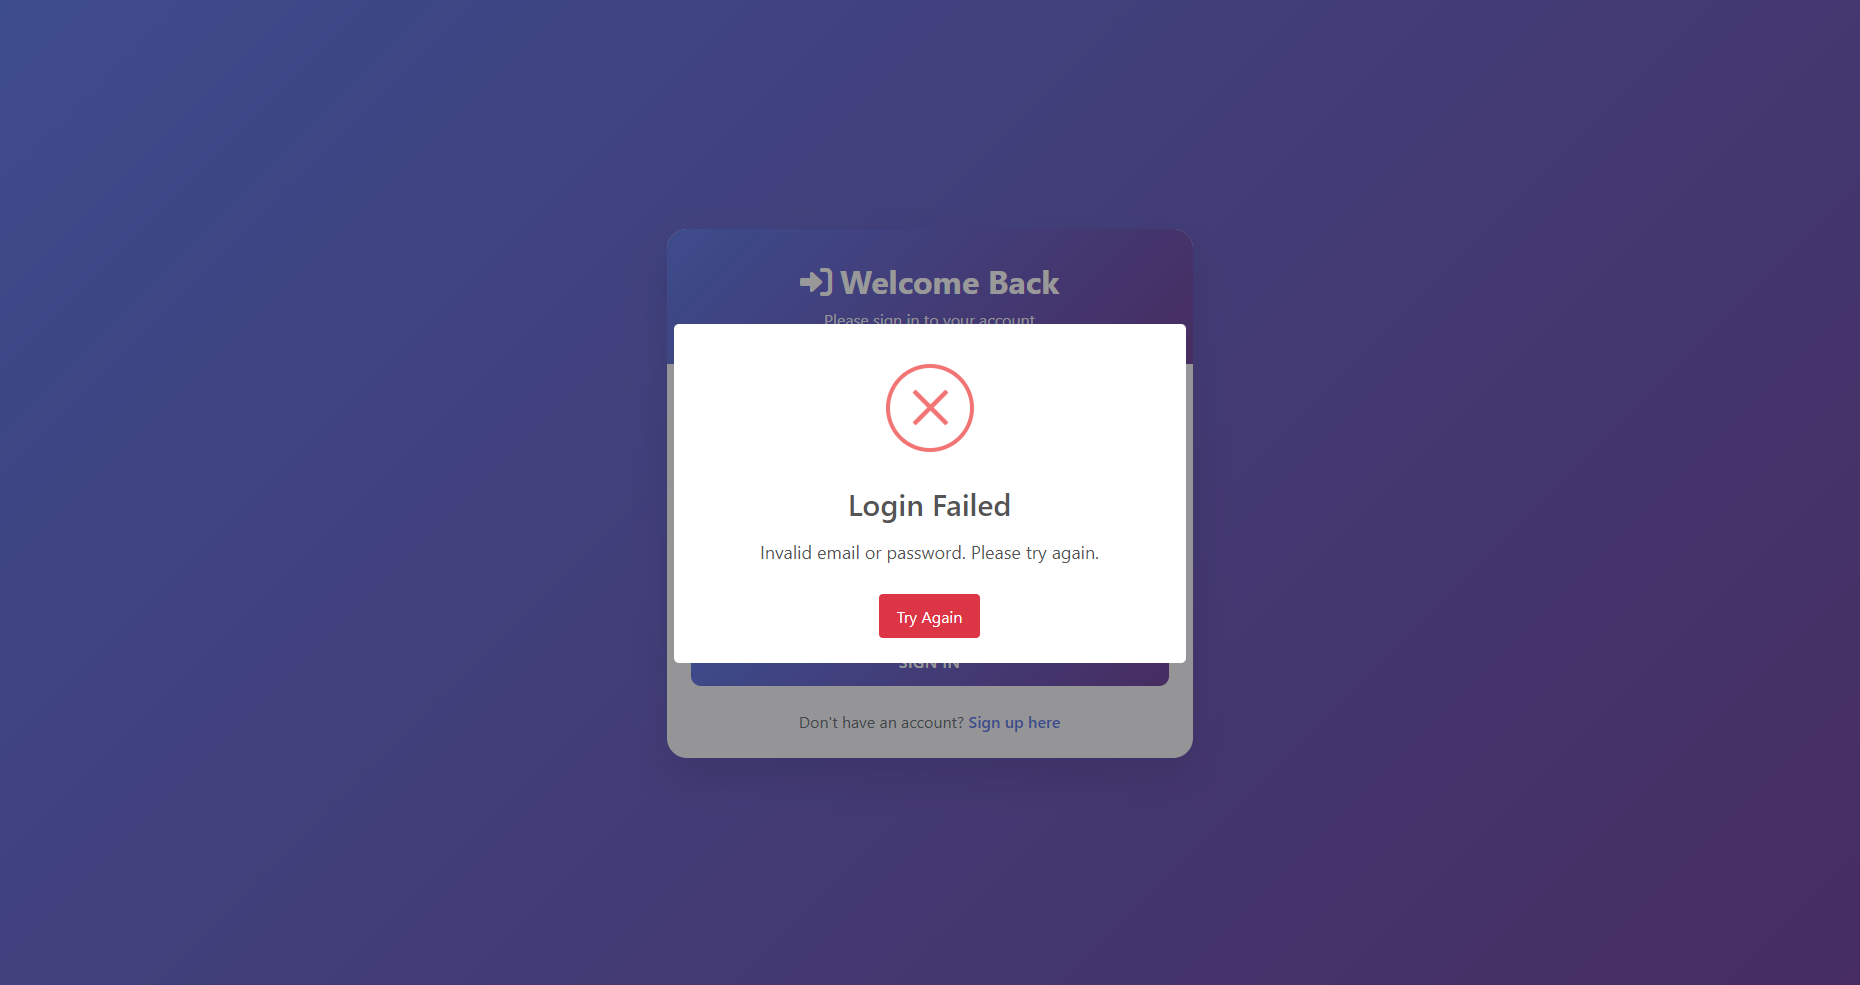 Welcome Back
Please sign in to your account
Login Failed
Invalid email or password. Please try again.
Try Again
SIGN IN
Don't have an account? Sign up here